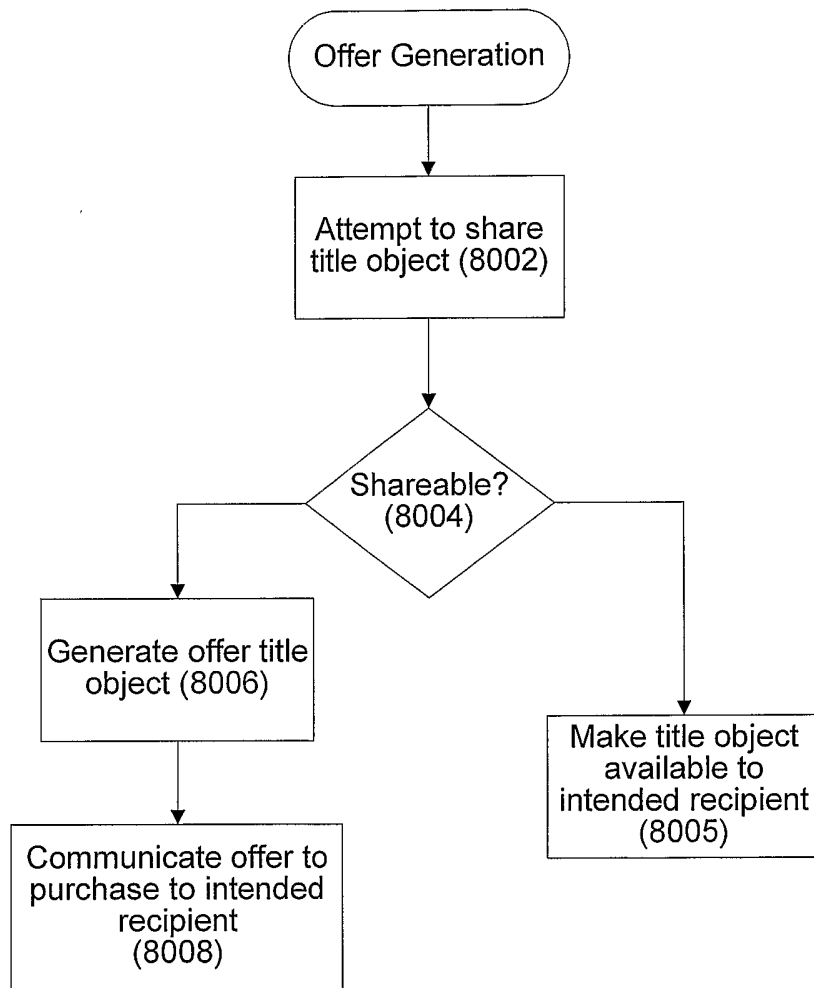 Offer Generation
Attempt to share
title object (8002)
Shareable?
(8004)
Generate offer title
object (8006)
Make title object
available to
intended recipient
(8005)
Communicate offer to
purchase to intended
recipient
(8008)